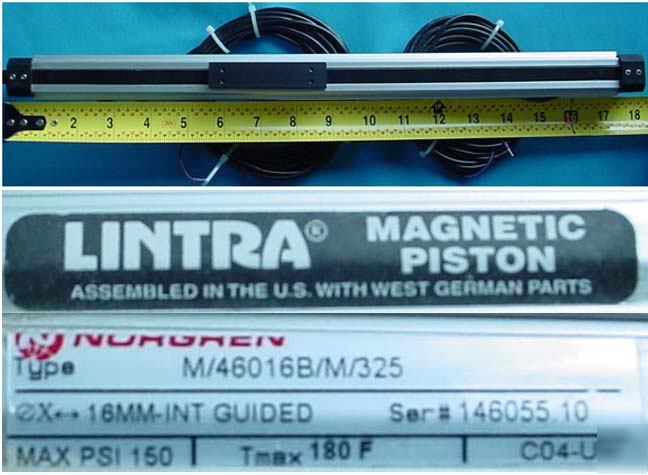 2 3 4 5 6 7 8 9 10 11 12 13 14 15 16 17 18
LINTRA® MAGNETIC PISTON
ASSEMBLED IN THE U.S. WITH WEST GERMAN PARTS
NORGREN
Type M/46016B/M/325
ØX↔ 16MM-INT GUIDED Ser# 146055.10
MAX PSI 150 Tmax 180 F C04-U